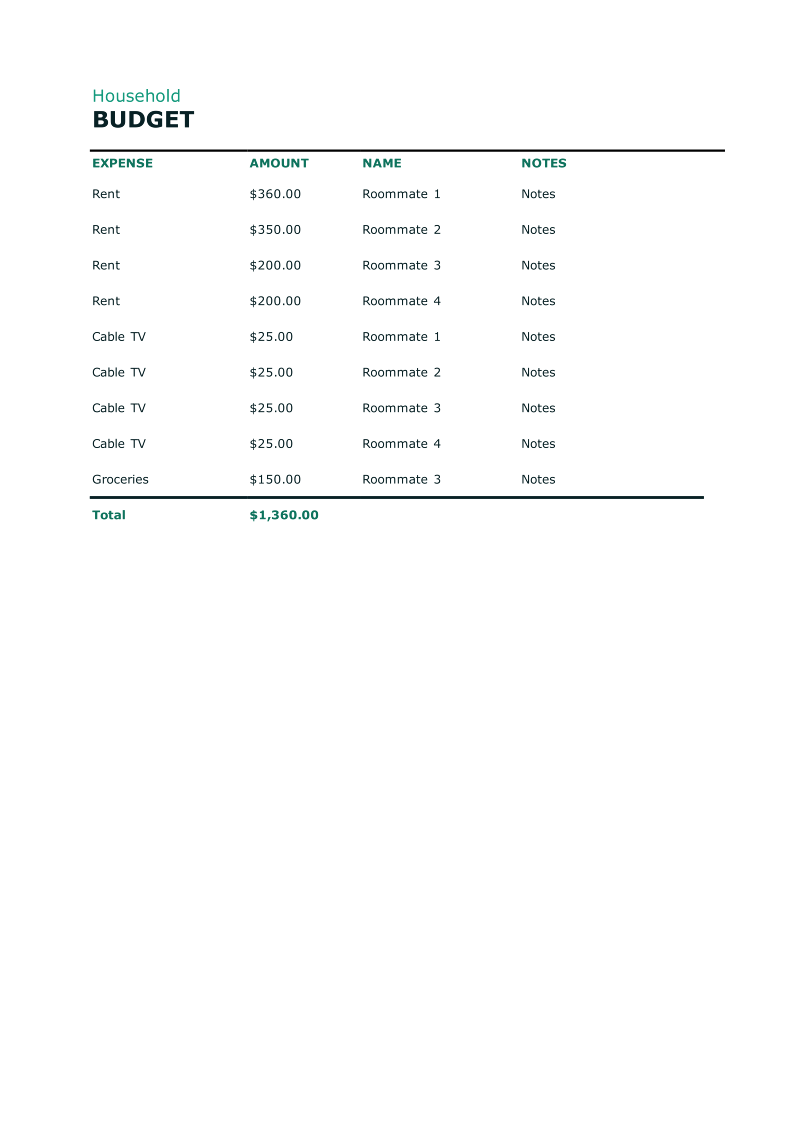 Household
BUDGET
EXPENSE AMOUNT NAME NOTES
Rent $360.00 Roommate 1 Notes
Rent $350.00 Roommate 2 Notes
Rent $200.00 Roommate 3 Notes
Rent $200.00 Roommate 4 Notes
Cable TV $25.00 Roommate 1 Notes
Cable TV $25.00 Roommate 2 Notes
Cable TV $25.00 Roommate 3 Notes
Cable TV $25.00 Roommate 4 Notes
Groceries $150.00 Roommate 3 Notes
Total $1,360.00